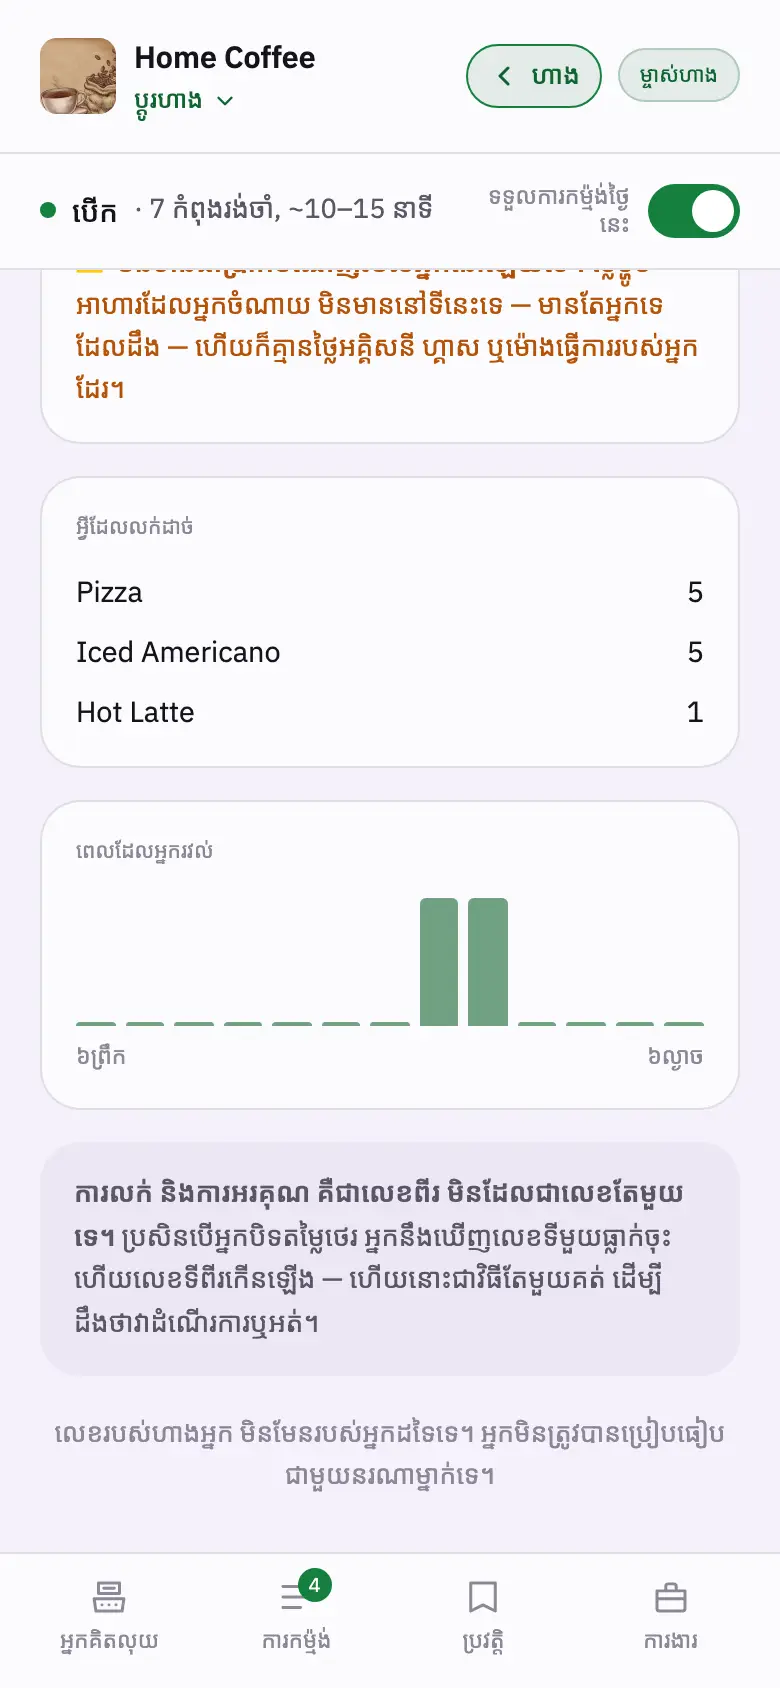 Home Coffee
ប្ដូរហាង
ហាង
ម្ចាស់ហាង
បើក · 7 កំពុងរង់ចាំ, ~10–15 នាទី
ទទួលការកម្ម៉ង់ថ្ងៃ
នេះ
អាហារដែលអ្នកចំណាយ មិនមាននៅទីនេះទេ — មានតែអ្នកទេ
ដែលដឹង — ហើយក៏គ្មានថ្លៃអគ្គិសនី ហ្គាស ឬម៉ោងធ្វើការរបស់អ្នក
ដែរ។
អ្វីដែលលក់ដាច់
Pizza 5
Iced Americano 5
Hot Latte 1
ពេលដែលអ្នករវល់
៦ព្រឹក ៦ល្ងាច
ការលក់ និងការអរគុណ គឺជាលេខពីរ មិនដែលជាលេខតែមួយ
ទេ។ ប្រសិនបើអ្នកបិទតម្លៃថេរ អ្នកនឹងឃើញលេខទីមួយធ្លាក់ចុះ
ហើយលេខទីពីរកើនឡើង — ហើយនោះជាវិធីតែមួយគត់ ដើម្បី
ដឹងថាវាដំណើរការឬអត់។
លេខរបស់ហាងអ្នក មិនមែនរបស់អ្នកដទៃទេ។ អ្នកមិនត្រូវបានប្រៀបធៀប
ជាមួយនរណាម្នាក់ទេ។
4
អ្នកគិតលុយ ការកម្ម៉ង់ ប្រវត្តិ ការងារ